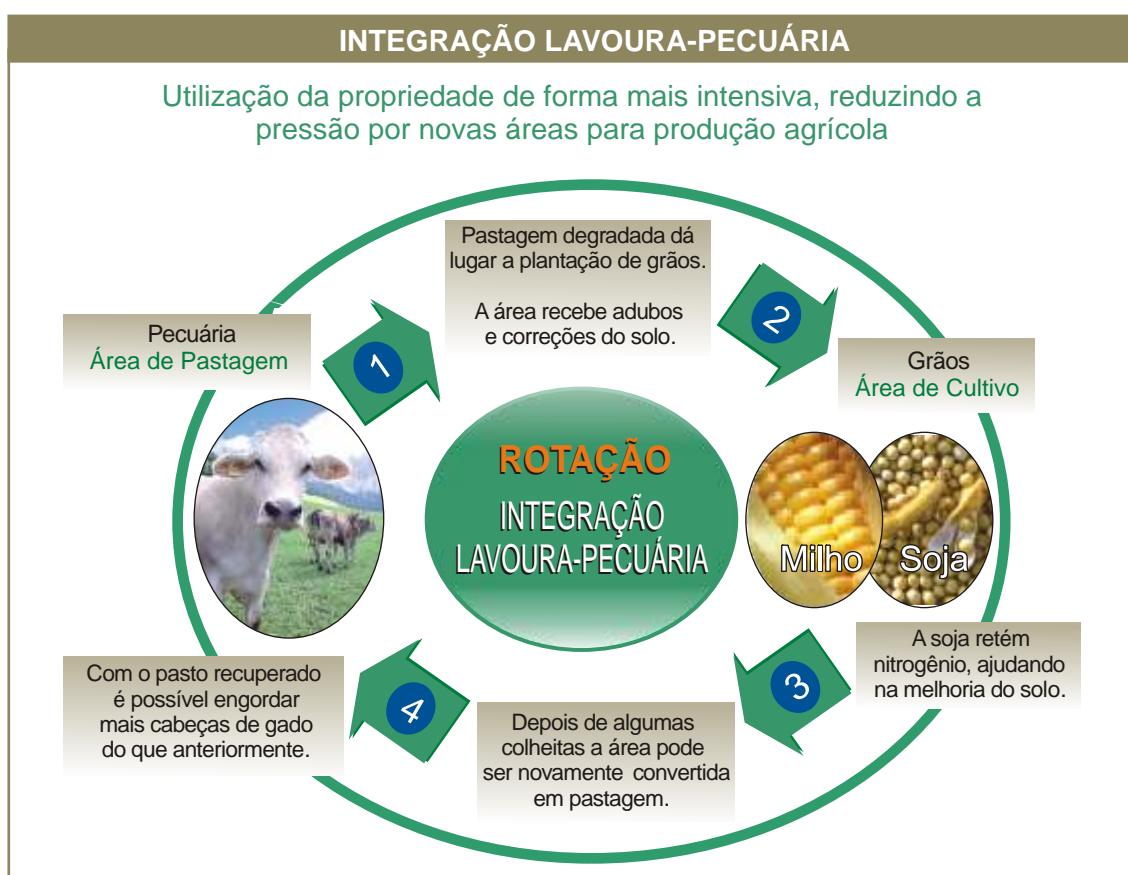 INTEGRAÇÃO LAVOURA-PECUÁRIA
Utilização da propriedade de forma mais intensiva, reduzindo a
pressão por novas áreas para produção agrícola
Pecuária
Área de Pastagem
1
Pastagem degradada dá
lugar a plantação de grãos.
A área recebe adubos
e correções do solo.
2
Grãos
Área de Cultivo
ROTAÇÃO
INTEGRAÇÃO
LAVOURA-PECUÁRIA
Milho
Soja
A soja retém
nitrogênio, ajudando
na melhoria do solo.
3
Depois de algumas
colheitas a área pode
ser novamente convertida
em pastagem.
4
Com o pasto recuperado
é possível engordar
mais cabeças de gado
do que anteriormente.